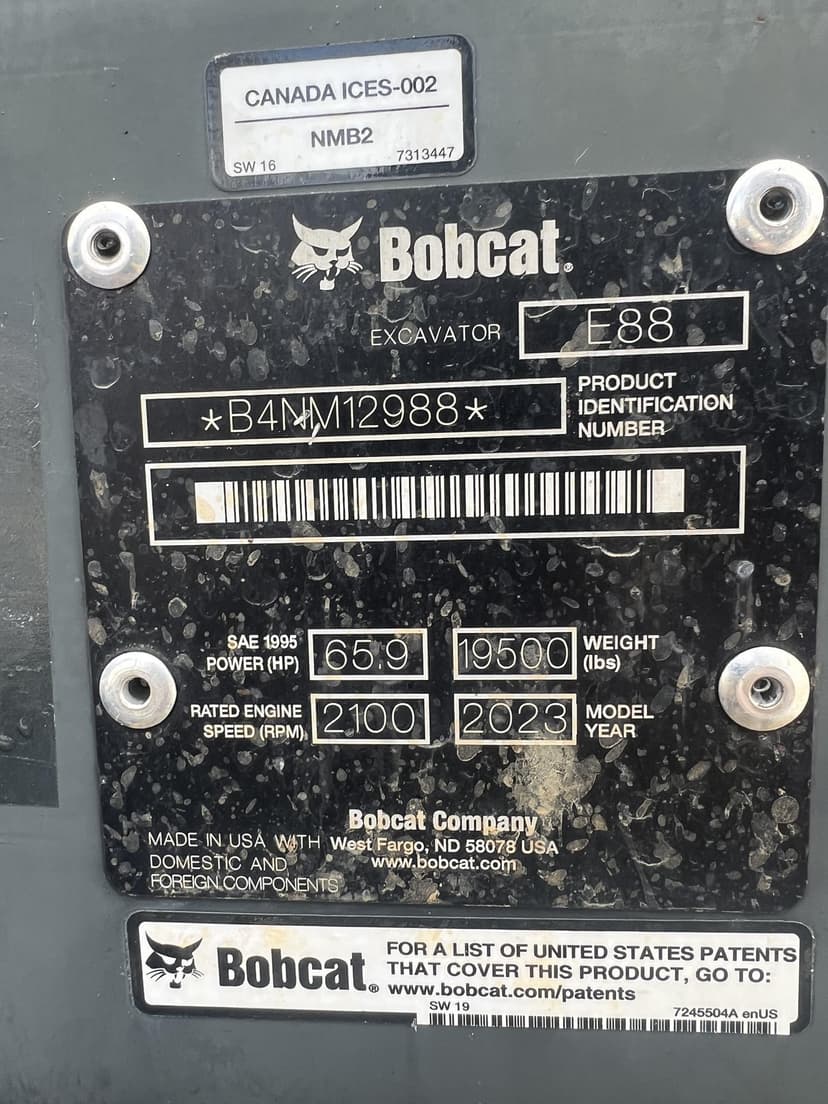 CANADA ICES-002
NMB2
SW 16 7313447
Bobcat®
EXCAVATOR E88
*B4NM12988* PRODUCT
IDENTIFICATION
NUMBER
SAE 1995
POWER (HP) 65.9 19500 WEIGHT
(lbs)
RATED ENGINE
SPEED (RPM) 2100 2023 MODEL
YEAR
Bobcat Company
MADE IN USA WITH West Fargo, ND 58078 USA
DOMESTIC AND www.bobcat.com
FOREIGN COMPONENTS
Bobcat® FOR A LIST OF UNITED STATES PATENTS
THAT COVER THIS PRODUCT, GO TO:
www.bobcat.com/patents
SW 19 7245504A enUS